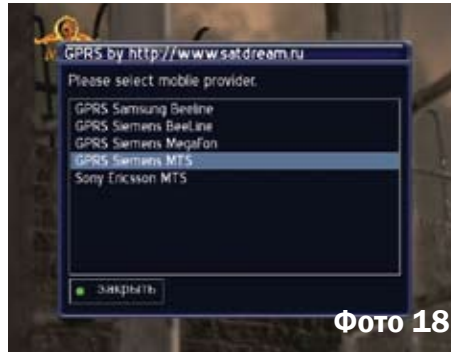 GPRS by http://www.satdream.ru
Please select mobile provider.
GPRS Samsung Beeline
GPRS Siemens BeeLine
GPRS Siemens MegaFon
GPRS Siemens MTS
Sony Ericsson MTS
закрыть
Фото 18